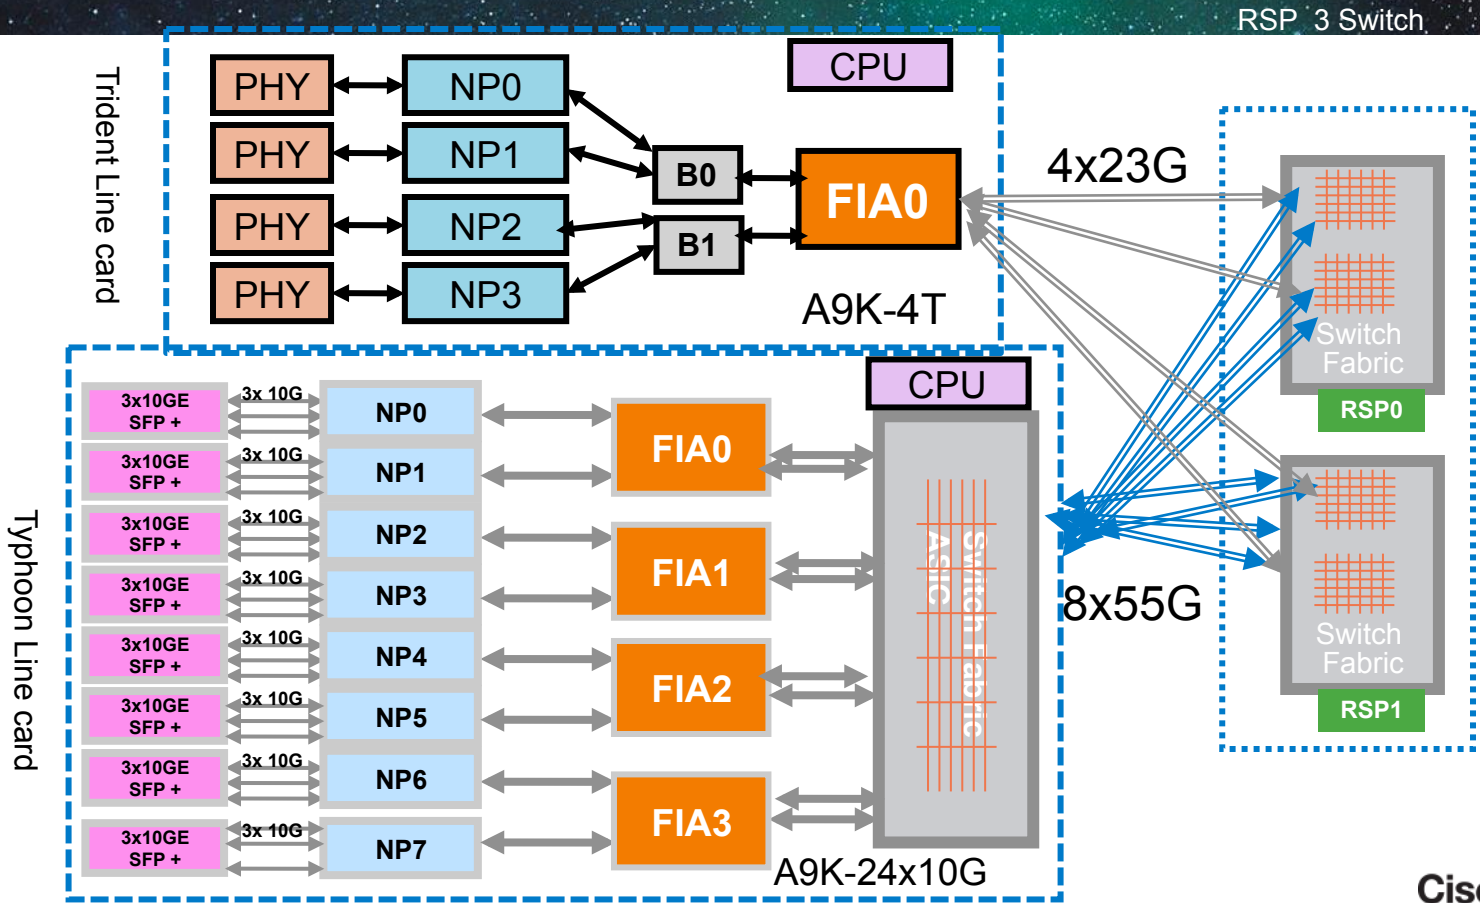 RSP 3 Switch
Trident Line card
CPU
PHY
NP0
PHY
NP1
B0
4x23G
FIA0
PHY
NP2
B1
PHY
NP3
A9K-4T
Switch
Fabric
RSP0
Typhoon Line card
CPU
3x10GE
SFP +
3x 10G
NP0
FIA0
3x10GE
SFP +
3x 10G
NP1
3x10GE
SFP +
3x 10G
NP2
FIA1
3x10GE
SFP +
3x 10G
NP3
Switch Fabric
Asic
8x55G
3x10GE
SFP +
3x 10G
NP4
FIA2
3x10GE
SFP +
3x 10G
NP5
Switch
Fabric
RSP1
3x10GE
SFP +
3x 10G
NP6
FIA3
3x10GE
SFP +
3x 10G
NP7
A9K-24x10G